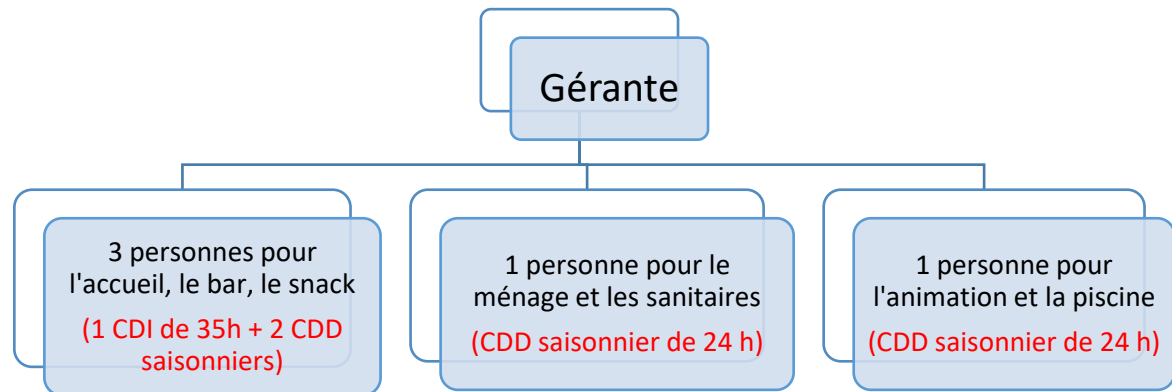 Gérante
3 personnes pour
l'accueil, le bar, le snack
(1 CDI de 35h + 2 CDD
saisonniers)
1 personne pour le
ménage et les sanitaires
(CDD saisonnier de 24 h)
1 personne pour
l'animation et la piscine
(CDD saisonnier de 24 h)